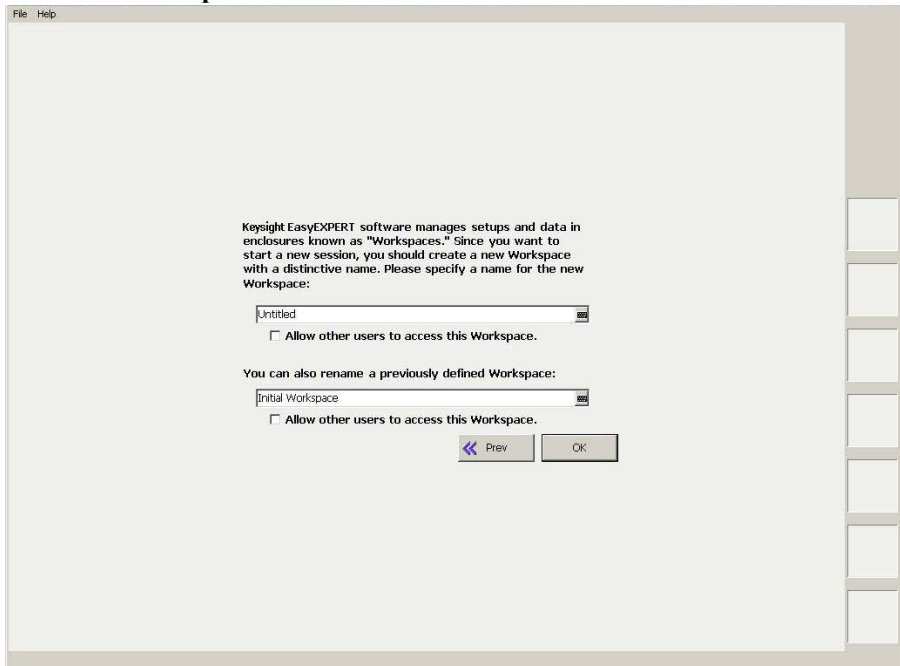 File Help
Keysight EasyEXPERT software manages setups and data in
enclosures known as "Workspaces." Since you want to
start a new session, you should create a new Workspace
with a distinctive name. Please specify a name for the new
Workspace:
Untitled
Allow other users to access this Workspace.
You can also rename a previously defined Workspace:
Initial Workspace
Allow other users to access this Workspace.
Prev OK